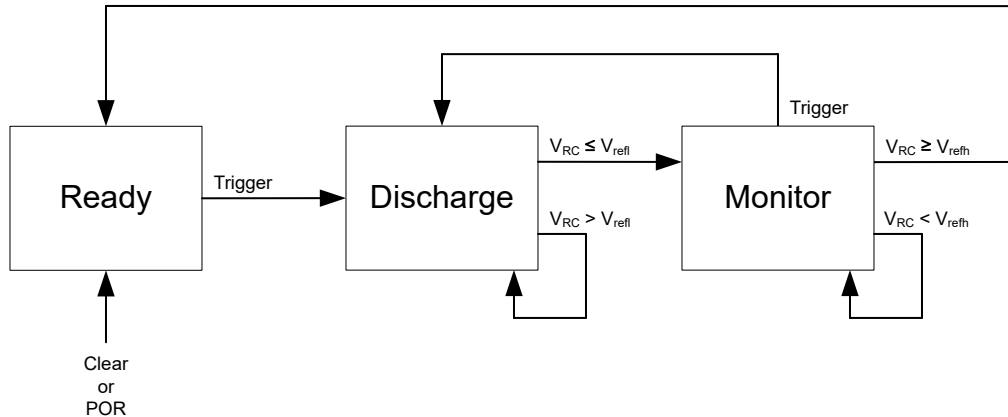 Trigger
V_RC ≤ V_refl
V_RC ≥ V_refh
Ready
Trigger
Discharge
Monitor
V_RC > V_refl
V_RC < V_refh
Clear
or
POR